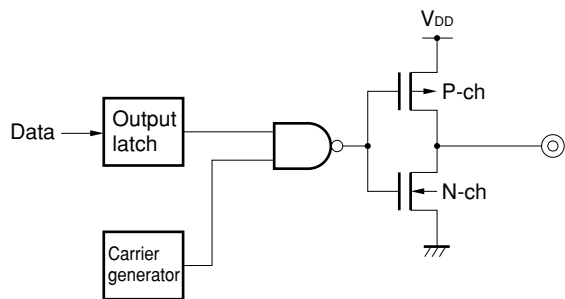 VDD
P-ch
Output
latch
Data
N-ch
Carrier
generator